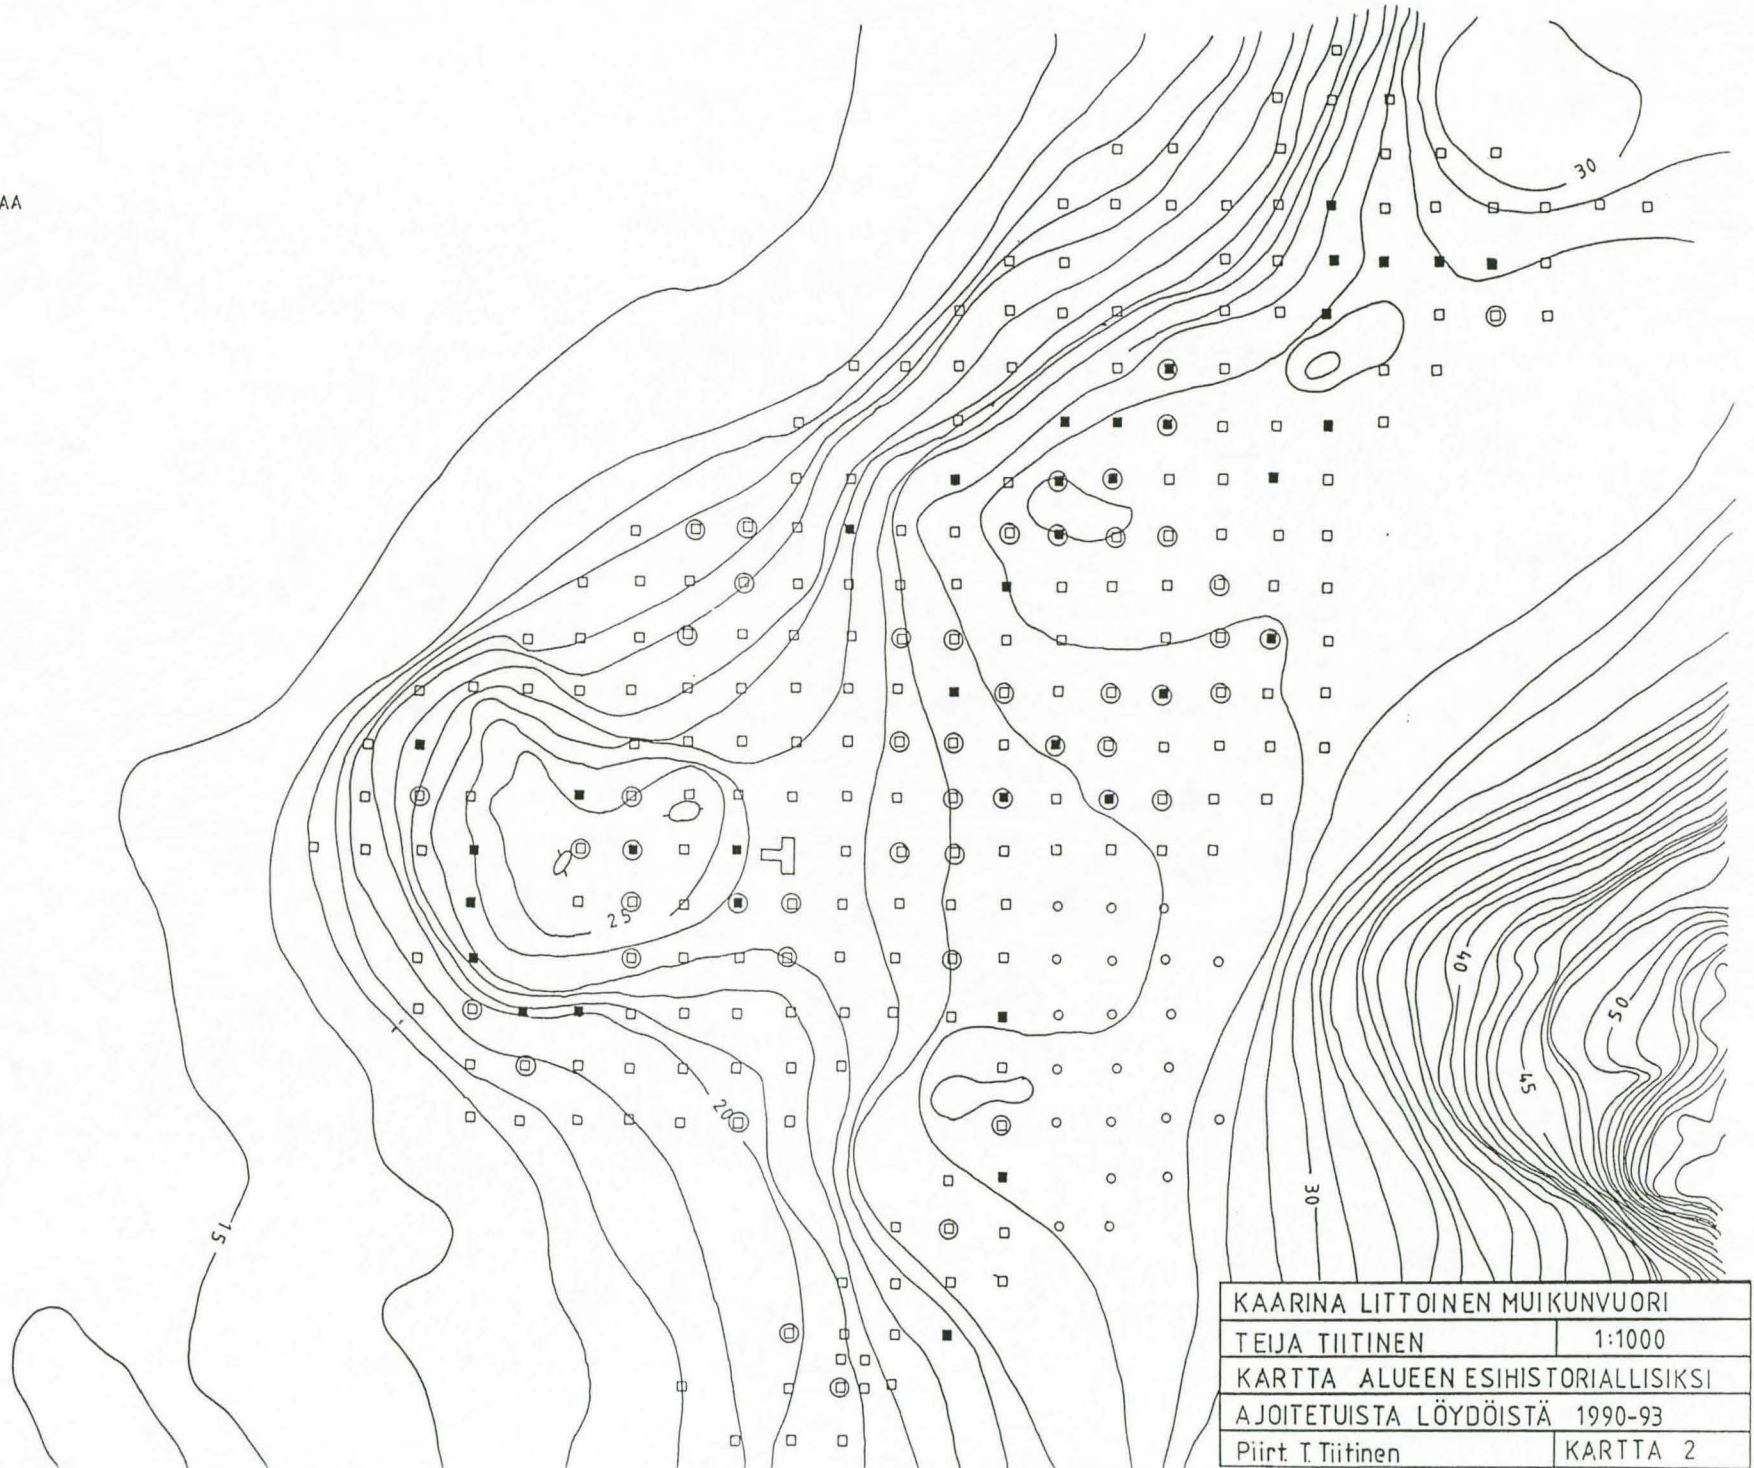 AA
30
25
20
15
40
50
45
30
KAARINA LITTOINEN MUIKUNVUORI
TEIJA TIITINEN 1:1000
KARTTA ALUEEN ESIHISTORIALLISIKSI
AJOITETUISTA LÖYDÖISTÄ 1990-93
Piirt. T. Tiitinen KARTTA 2